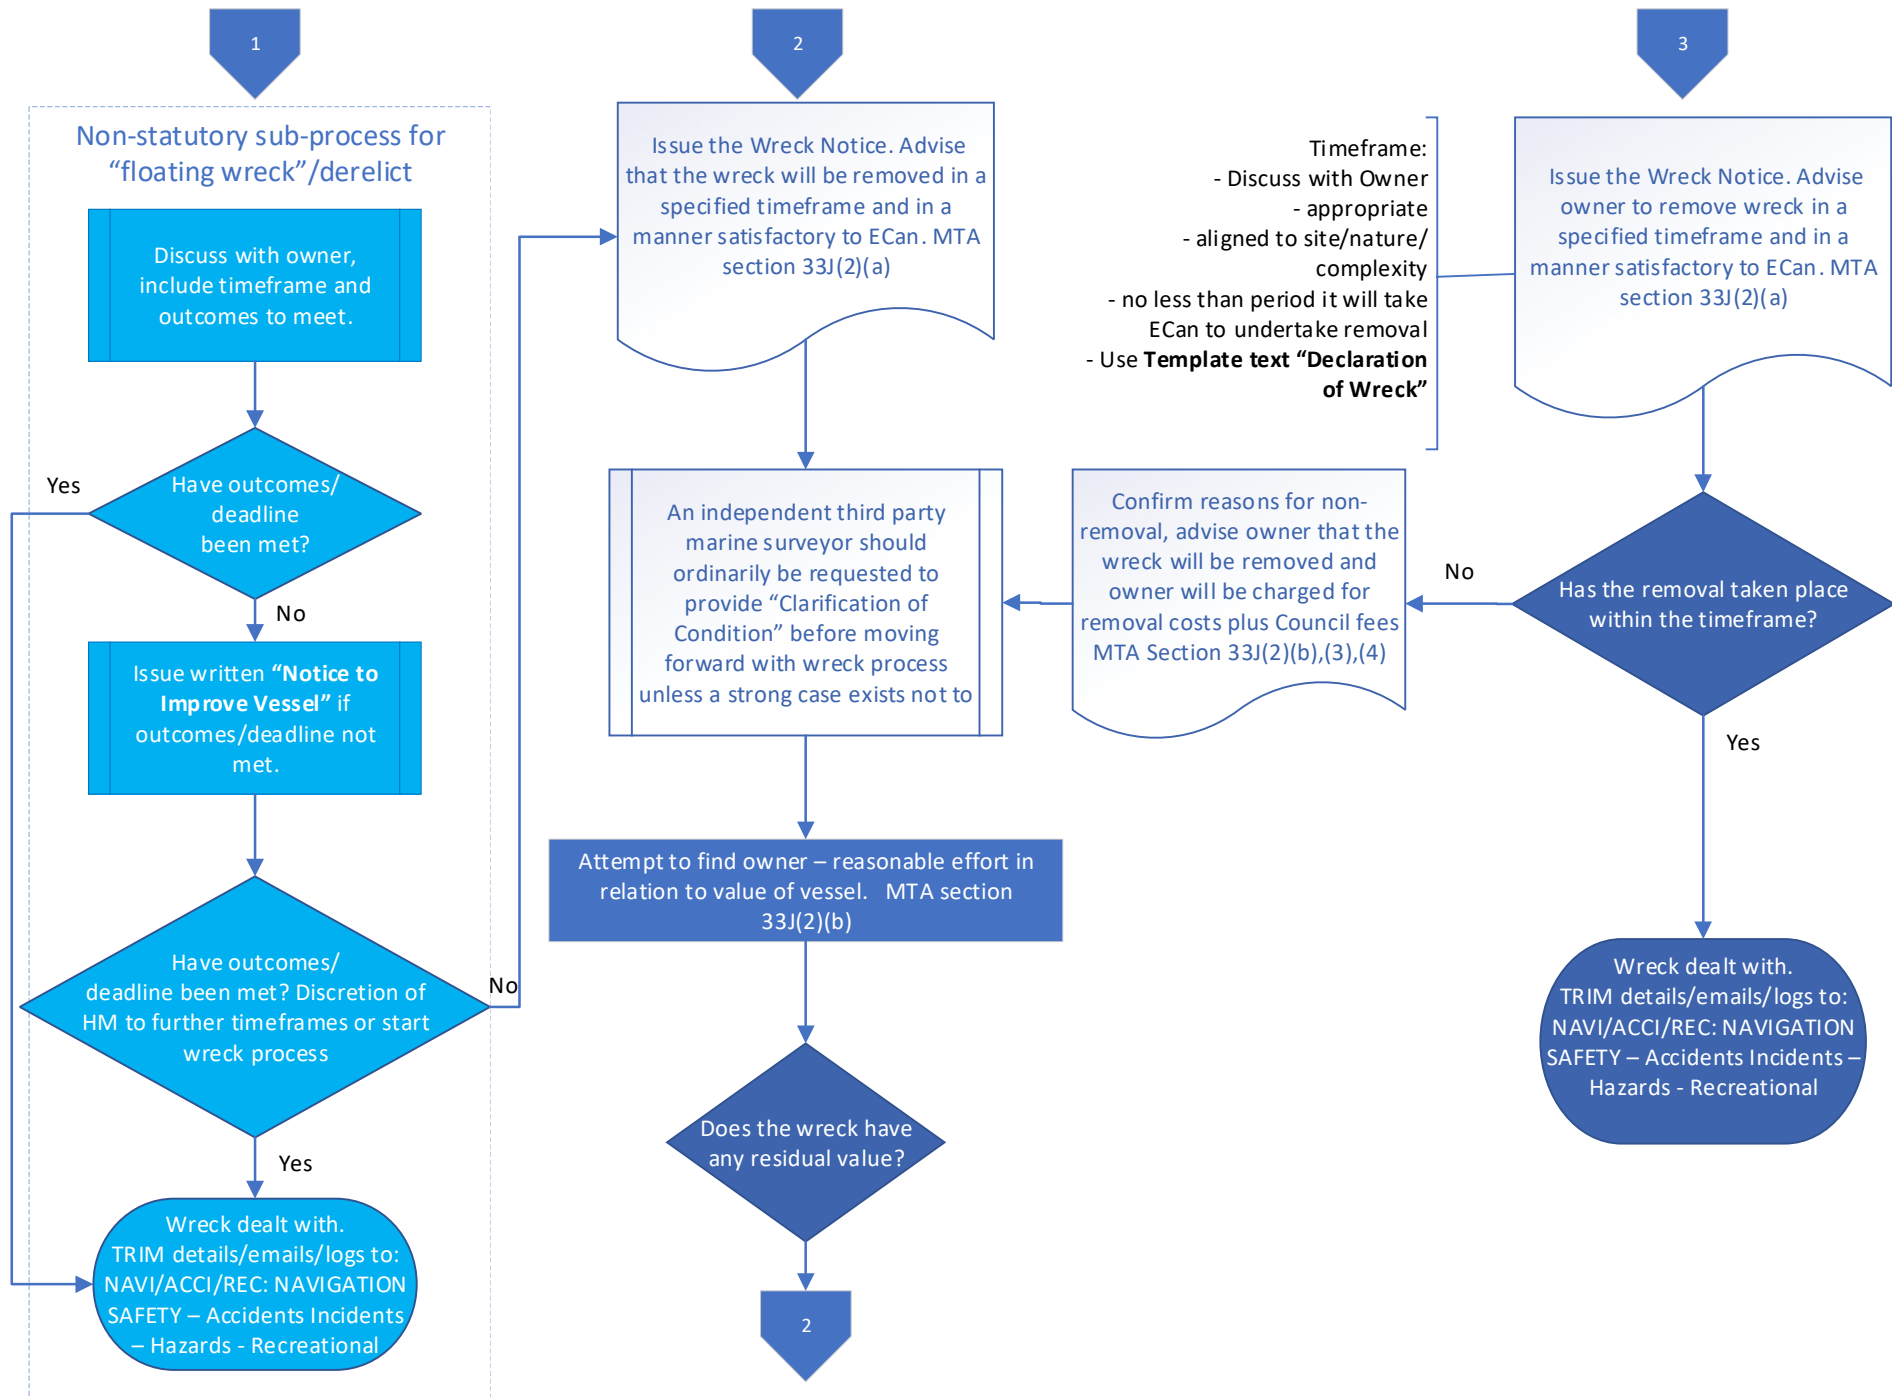 1
Non-statutory sub-process for
“floating wreck”/derelict
Discuss with owner,
include timeframe and
outcomes to meet.
Have outcomes/
deadline
been met?
Yes
No
Issue written “Notice to
Improve Vessel” if
outcomes/deadline not
met.
Have outcomes/
deadline been met? Discretion of
HM to further timeframes or start
wreck process
No
Yes
Wreck dealt with.
TRIM details/emails/logs to:
NAVI/ACCI/REC: NAVIGATION
SAFETY – Accidents Incidents
– Hazards - Recreational
2
Issue the Wreck Notice. Advise
that the wreck will be removed in a
specified timeframe and in a
manner satisfactory to ECan. MTA
section 33J(2)(a)
An independent third party
marine surveyor should
ordinarily be requested to
provide “Clarification of
Condition” before moving
forward with wreck process
unless a strong case exists not to
Attempt to find owner – reasonable effort in
relation to value of vessel. MTA section
33J(2)(b)
Does the wreck have
any residual value?
2
3
Timeframe:
- Discuss with Owner
- appropriate
- aligned to site/nature/
complexity
- no less than period it will take
ECan to undertake removal
- Use Template text “Declaration
of Wreck”
Issue the Wreck Notice. Advise
owner to remove wreck in a
specified timeframe and in a
manner satisfactory to ECan. MTA
section 33J(2)(a)
Has the removal taken place
within the timeframe?
No
Confirm reasons for non-
removal, advise owner that the
wreck will be removed and
owner will be charged for
removal costs plus Council fees
MTA Section 33J(2)(b),(3),(4)
Yes
Wreck dealt with.
TRIM details/emails/logs to:
NAVI/ACCI/REC: NAVIGATION
SAFETY – Accidents Incidents –
Hazards - Recreational